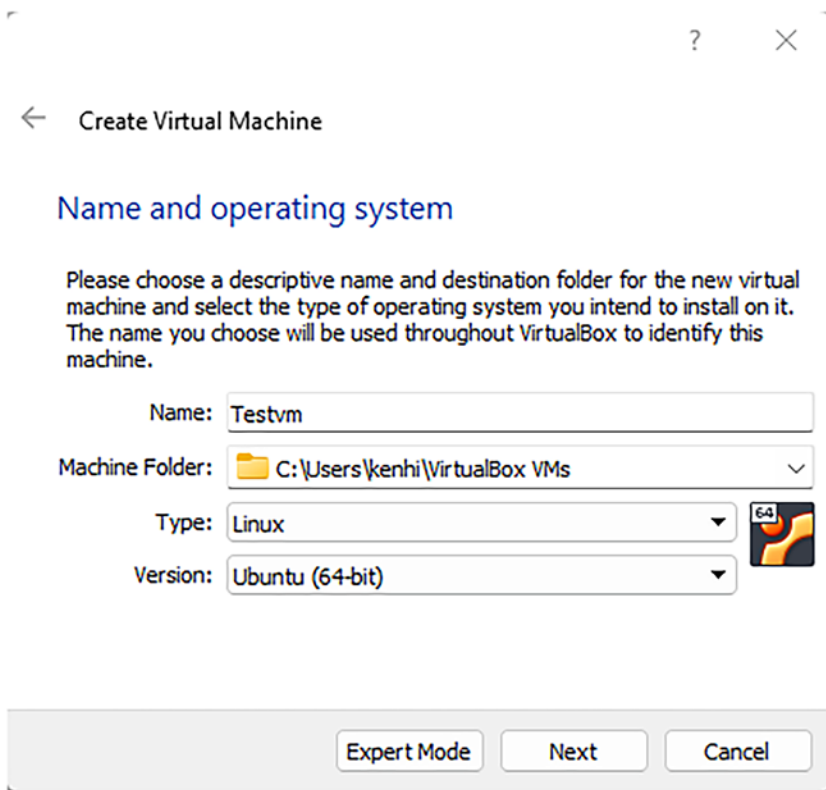 ?
Create Virtual Machine
Name and operating system
Please choose a descriptive name and destination folder for the new virtual
machine and select the type of operating system you intend to install on it.
The name you choose will be used throughout VirtualBox to identify this
machine.
Name: Testvm
Machine Folder: C:\Users\kenhi\VirtualBox VMs
Type: Linux
64
Version: Ubuntu (64-bit)
Expert Mode Next Cancel